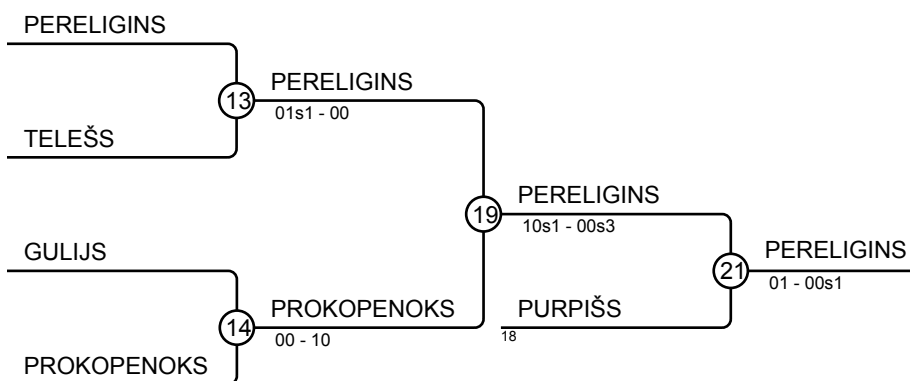 PERELIGINS
13
PERELIGINS
01s1 - 00
TELEŠS
19
PERELIGINS
10s1 - 00s3
GULIJS
21
PERELIGINS
01 - 00s1
14
PROKOPENOKS
00 - 10
PURPIŠS
18
PROKOPENOKS